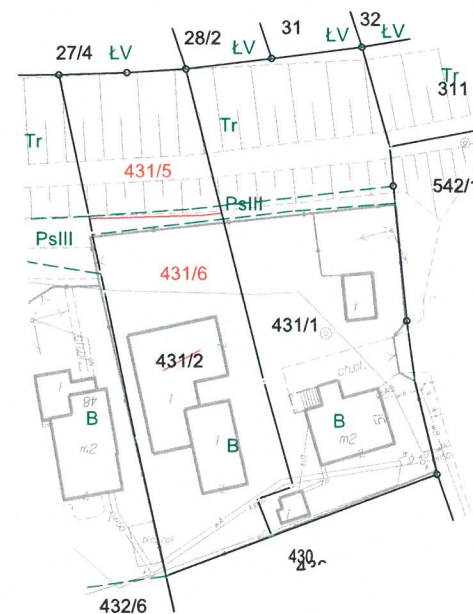 27/4
ŁV
28/2
ŁV
31
ŁV
32
ŁV
Tr
311
Tr
Tr
431/5
542/1
PsIII
PsIII
431/6
431/1
i
431/2
i
i
48
i
B
m2
B
B
m2
i
430
432/6